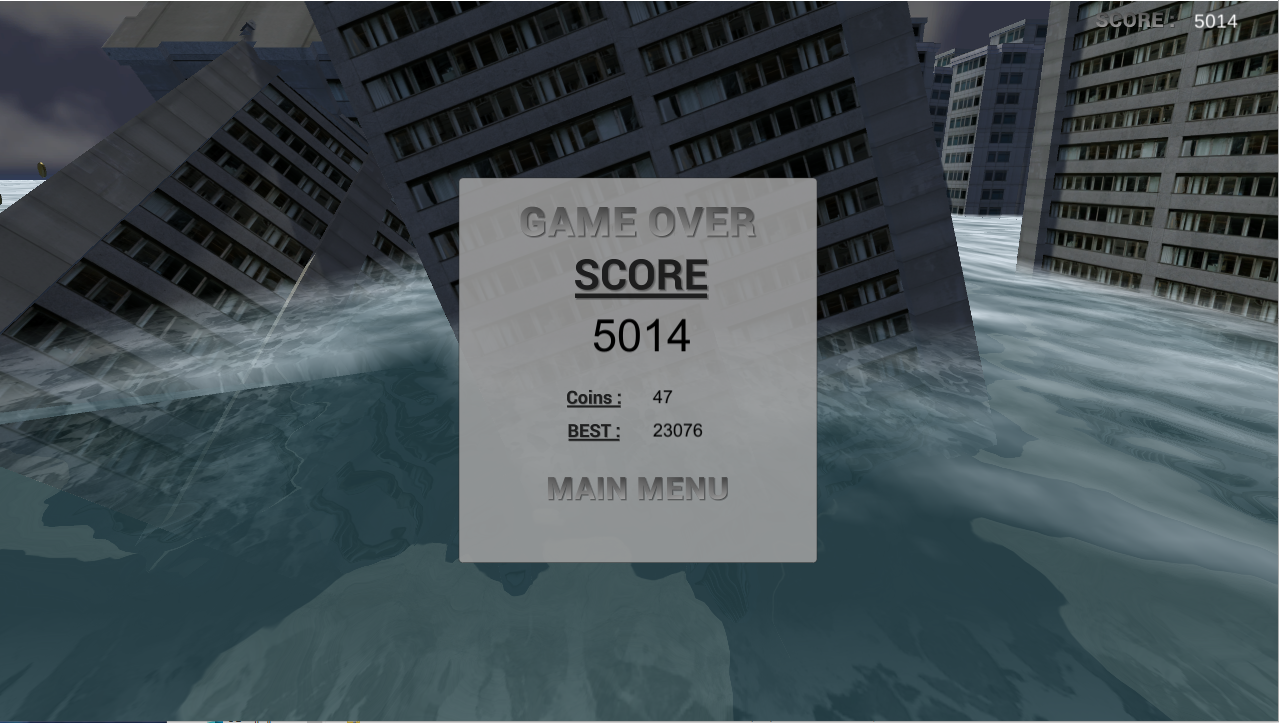 SCORE : 5014
GAME OVER
SCORE
5014
Coins : 47
BEST : 23076
MAIN MENU